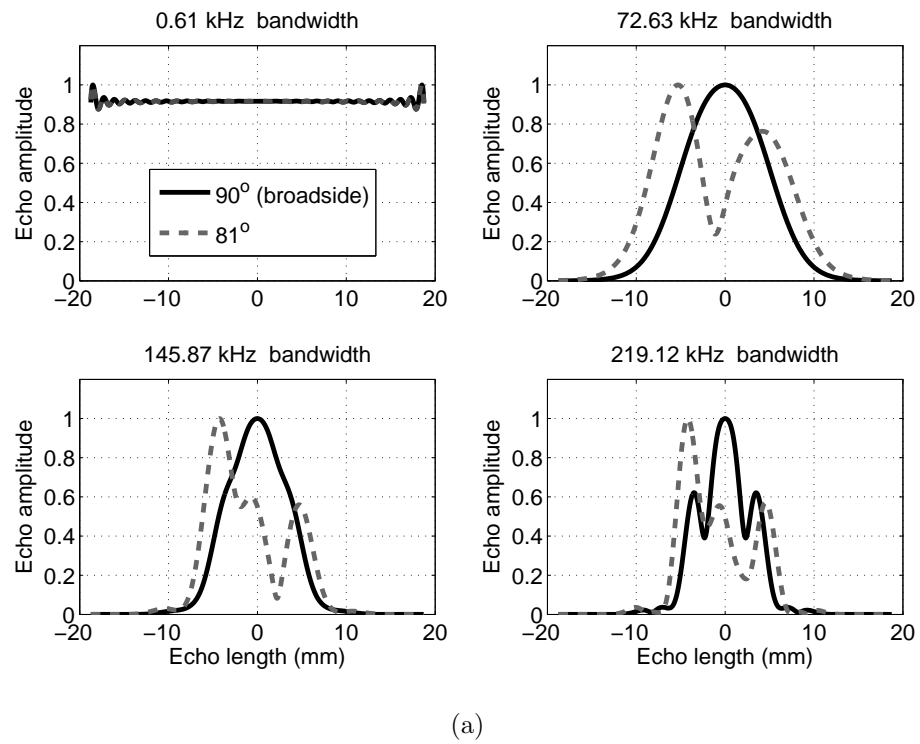 0.61 kHz bandwidth
Echo amplitude
1
0.8
0.6
0.4
0.2
0
−20 −10 0 10 20
90° (broadside)
81°
72.63 kHz bandwidth
Echo amplitude
1
0.8
0.6
0.4
0.2
0
−20 −10 0 10 20
145.87 kHz bandwidth
Echo amplitude
1
0.8
0.6
0.4
0.2
0
−20 −10 0 10 20
Echo length (mm)
219.12 kHz bandwidth
Echo amplitude
1
0.8
0.6
0.4
0.2
0
−20 −10 0 10 20
Echo length (mm)
(a)